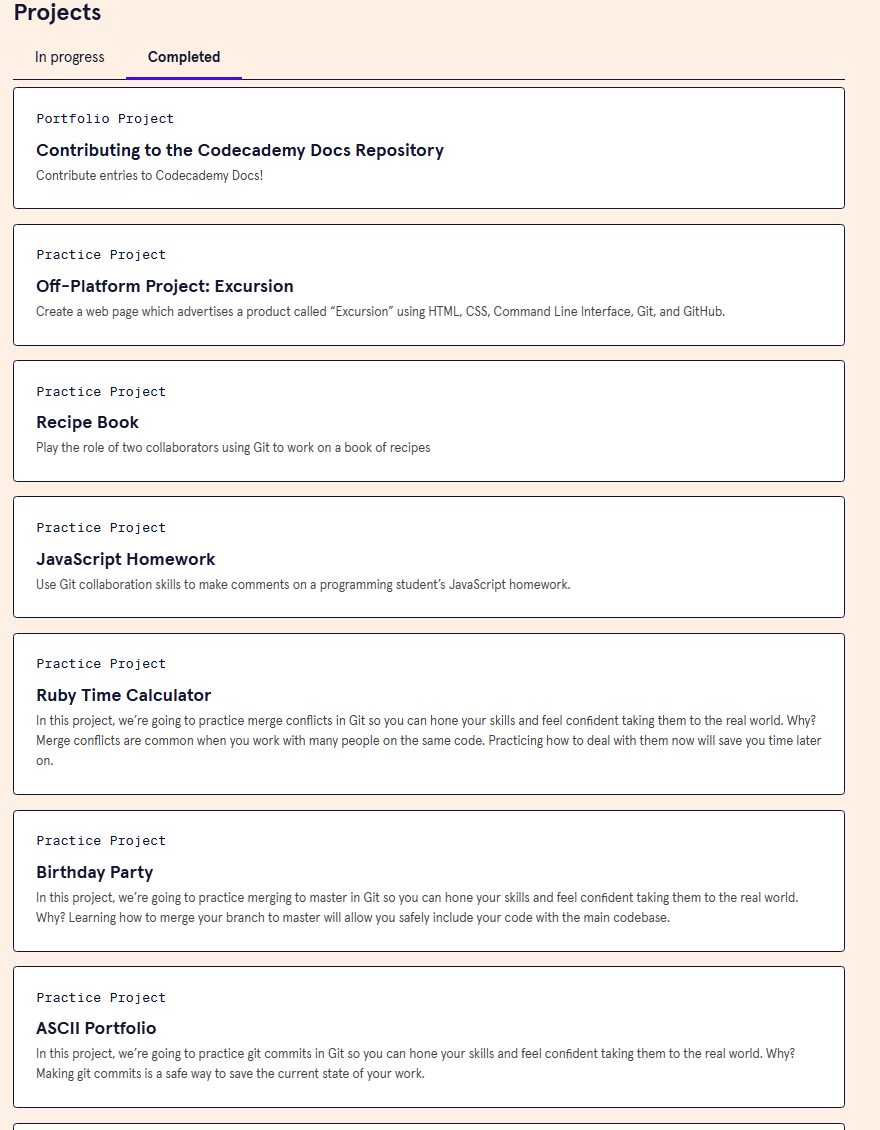 Projects
In progress
Completed
Portfolio Project
Contributing to the Codecademy Docs Repository
Contribute entries to Codecademy Docs!
Practice Project
Off-Platform Project: Excursion
Create a web page which advertises a product called “Excursion” using HTML, CSS, Command Line Interface, Git, and GitHub.
Practice Project
Recipe Book
Play the role of two collaborators using Git to work on a book of recipes
Practice Project
JavaScript Homework
Use Git collaboration skills to make comments on a programming student’s JavaScript homework.
Practice Project
Ruby Time Calculator
In this project, we’re going to practice merge conflicts in Git so you can hone your skills and feel confident taking them to the real world. Why?
Merge conflicts are common when you work with many people on the same code. Practicing how to deal with them now will save you time later
on.
Practice Project
Birthday Party
In this project, we’re going to practice merging to master in Git so you can hone your skills and feel confident taking them to the real world.
Why? Learning how to merge your branch to master will allow you safely include your code with the main codebase.
Practice Project
ASCII Portfolio
In this project, we’re going to practice git commits in Git so you can hone your skills and feel confident taking them to the real world. Why?
Making git commits is a safe way to save the current state of your work.